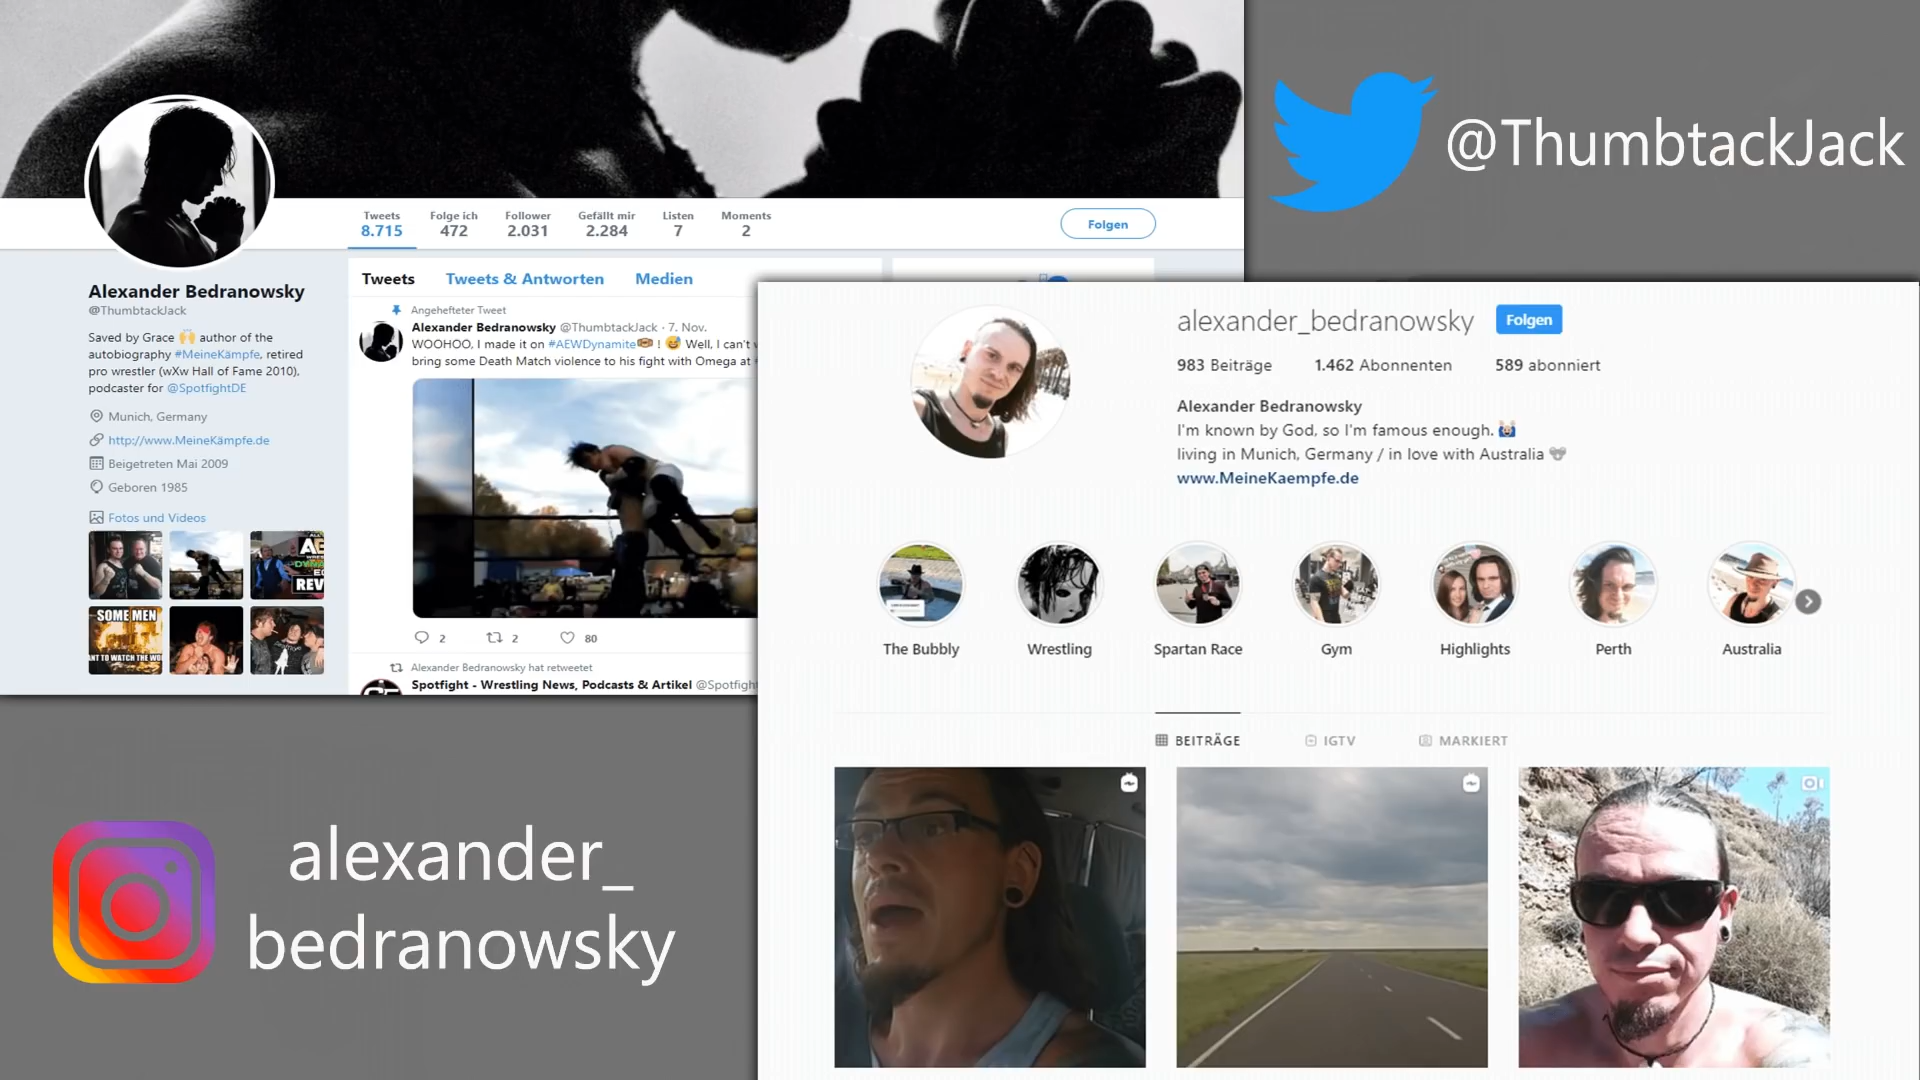 @ThumbtackJack
Tweets
8.715
Folge ich
472
Follower
2.031
Gefällt mir
2.284
Listen
7
Moments
2
Folgen
Alexander Bedranowsky
@ThumbtackJack
Saved by Grace 🙌 author of the
autobiography #MeineKämpfe, retired
pro wrestler (wXw Hall of Fame 2010),
podcaster for @SpotfightDE
Munich, Germany
http://www.MeineKämpfe.de
Beigetreten Mai 2009
Geboren 1985
Fotos und Videos
SOME MEN
Tweets Tweets & Antworten Medien
Angehefteter Tweet
Alexander Bedranowsky @ThumbtackJack · 7. Nov.
WOOHOO, I made it on #AEWDynamite ! 😅 Well, I can't
bring some Death Match violence to his fight with Omega at
2 2 80
Alexander Bedranowsky hat retweetet
Spotfight - Wrestling News, Podcasts & Artikel @Spotfigh
alexander_bedranowsky Folgen
983 Beiträge 1.462 Abonnenten 589 abonniert
Alexander Bedranowsky
I'm known by God, so I'm famous enough. 🙌
living in Munich, Germany / in love with Australia 🐨
www.MeineKaempfe.de
The Bubbly Wrestling Spartan Race Gym Highlights Perth Australia
BEITRÄGE IGTV MARKIERT
alexander_
bedranowsky